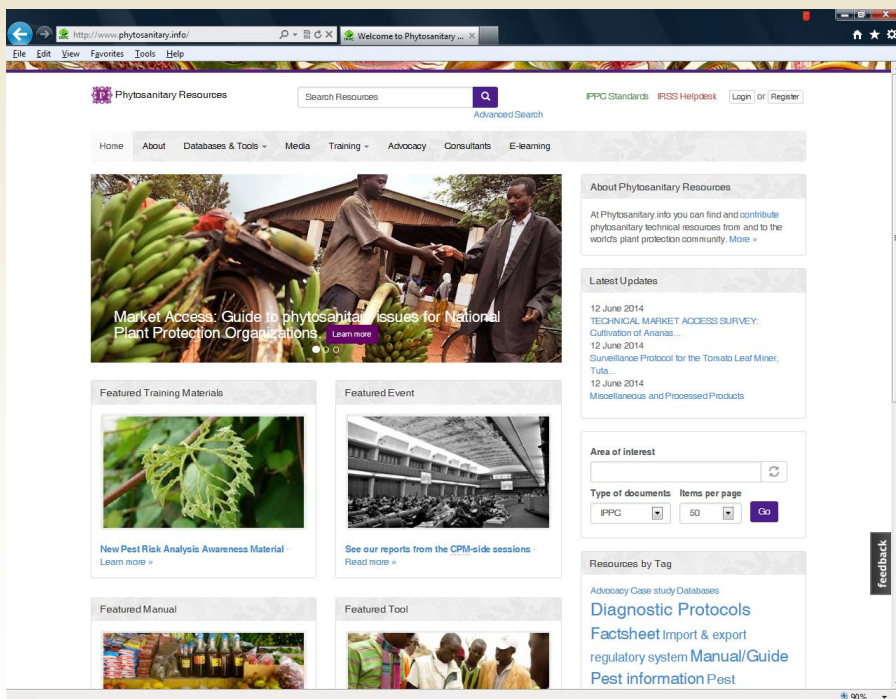 http://www.phytosanitary.info/
Welcome to Phytosanitary ...
File Edit View Favorites Tools Help
Phytosanitary Resources
Search Resources
Advanced Search
IPPC Standards IRSS Helpdesk Login or Register
Home About Databases & Tools Media Training Advocacy Consultants E-learning
Market Access: Guide to phytosanitary issues for National
Plant Protection Organizations. Learn more
About Phytosanitary Resources
At Phytosanitary.info you can find and contribute
phytosanitary technical resources from and to the
world's plant protection community. More »
Latest Updates
12 June 2014
TECHNICAL MARKET ACCESS SURVEY:
Cultivation of Ananas...
12 June 2014
Surveillance Protocol for the Tomato Leaf Miner,
Tuta...
12 June 2014
Miscellaneous and Processed Products
Featured Training Materials
New Pest Risk Analysis Awareness Material -
Learn more »
Featured Event
See our reports from the CPM-side sessions -
Read more »
Area of interest
Type of documents Items per page
IPPC 50 Go
Featured Manual
Featured Tool
Resources by Tag
Advocacy Case study Databases
Diagnostic Protocols
Factsheet Import & export
regulatory system Manual/Guide
Pest information Pest
feedback
90%